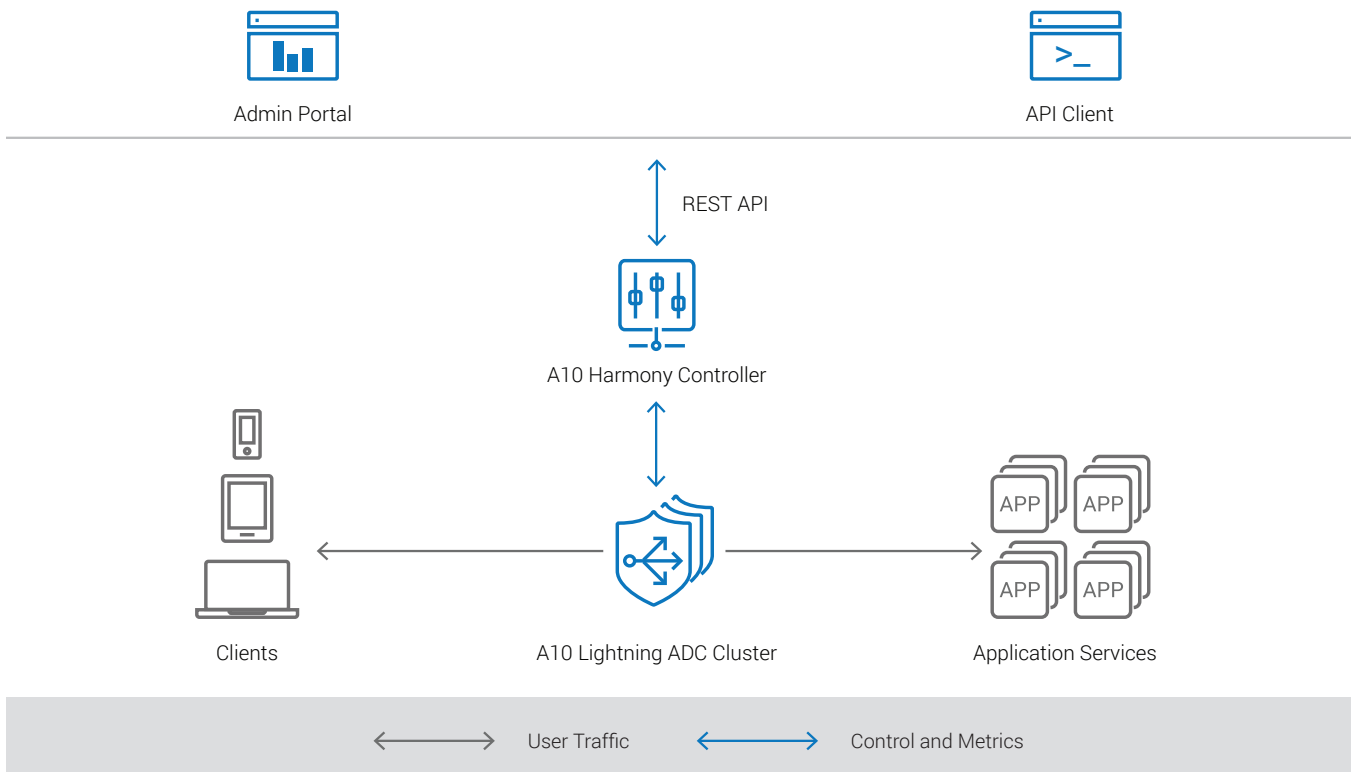 >_
Admin Portal
API Client
REST API
A10 Harmony Controller
APP APP
APP APP
Clients
A10 Lightning ADC Cluster
Application Services
User Traffic
Control and Metrics